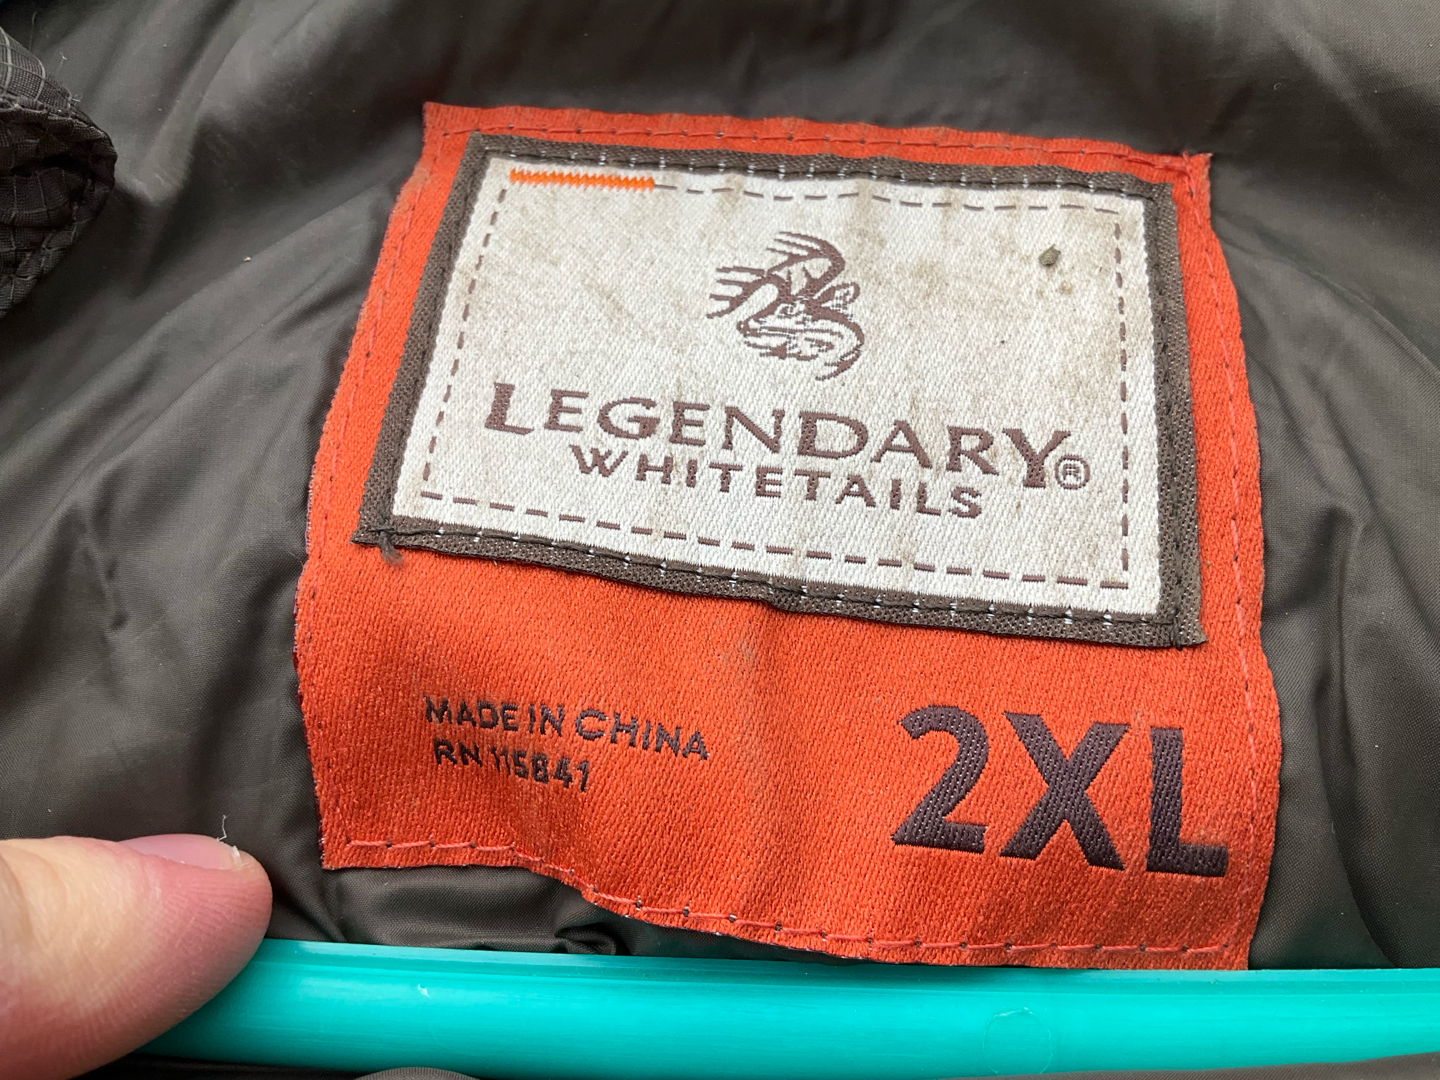 LEGENDARY®
WHITETAILS
MADE IN CHINA
RN 115841
2XL